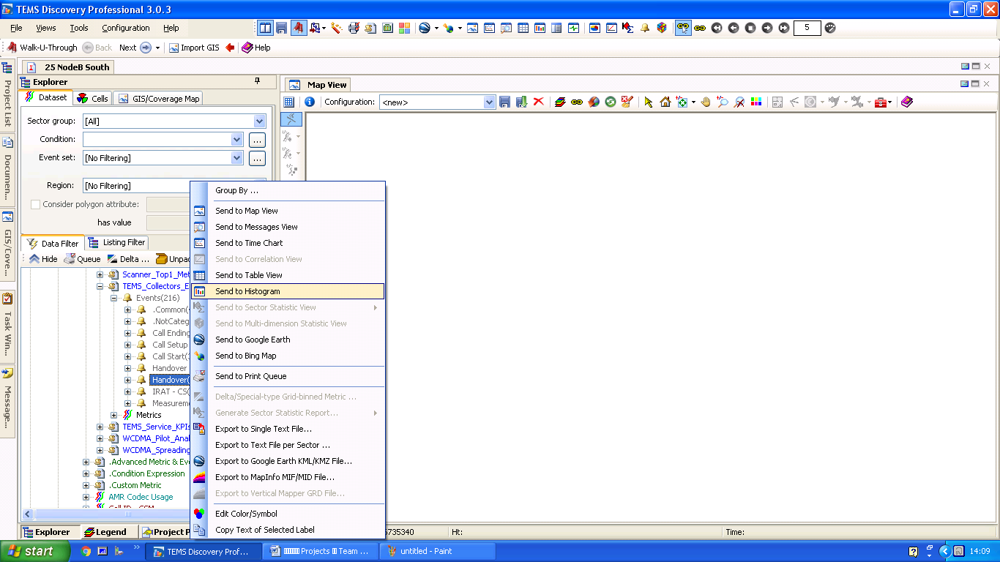 TEMS Discovery Professional 3.0.3
File Views Tools Configuration Help
5
Walk-U-Through Back Next Import GIS Help
25 NodeB South
Explorer
Map View
Dataset Cells GIS/Coverage Map
Configuration: <new>
Sector group: [All]
Condition: ...
Event set: [No Filtering] ...
Region: [No Filtering]
Consider polygon attribute:
has value
Data Filter Listing Filter
Hide Queue Delta ...
Project List
Documen...
GIS/Cove...
Task Win...
Message...
Scanner_Top1_Met
TEMS_Collectors_E
Events(216)
.Common(
.NotCateg
Call Ending
Call Setup
Call Start(
Handover
Handover(
IRAT - CS(
Measureme
Metrics
TEMS_Service_KPIs
WCDMA_Pilot_Anal
WCDMA_Spreading
.Advanced Metric & Eve
.Condition Expression
.Custom Metric
AMR Codec Usage
Group By ...
Send to Map View
Send to Messages View
Send to Time Chart
Send to Correlation View
Send to Table View
Send to Histogram
Send to Sector Statistic View
Send to Multi-dimension Statistic View
Send to Google Earth
Send to Bing Map
Send to Print Queue
Delta/Special-type Grid-binned Metric ...
Generate Sector Statistic Report...
Export to Single Text File...
Export to Text File per Sector ...
Export to Google Earth KML/KMZ File...
Export to MapInfo MIF/MID File...
Export to Vertical Mapper GRD File...
Edit Color/Symbol
Copy Text of Selected Label
Explorer Legend Project P
5735340 Ht: Time:
start TEMS Discovery Prof... Projects Team ... untitled - Paint 14:09